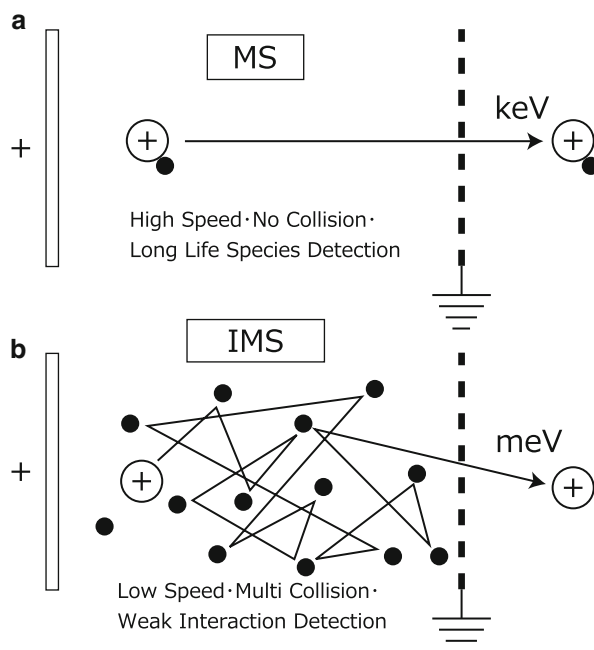 a
MS
+
+
keV
+
High Speed·No Collision·
Long Life Species Detection
b
IMS
+
+
meV
+
Low Speed·Multi Collision·
Weak Interaction Detection